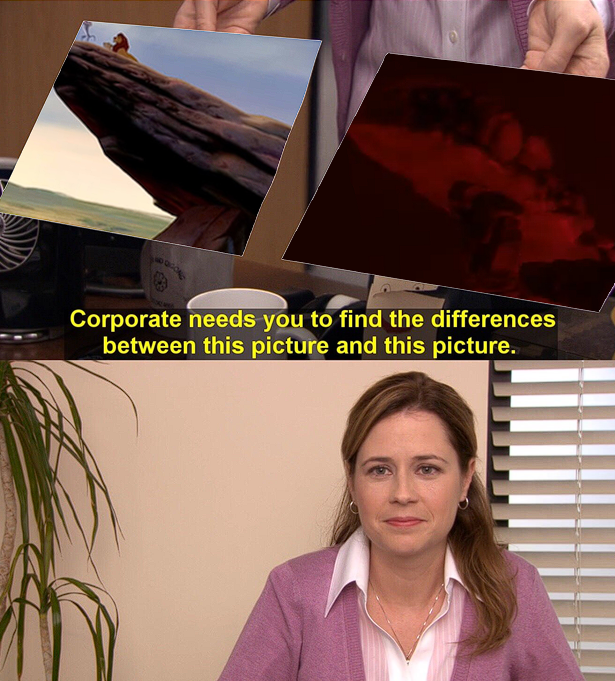 Corporate needs you to find the differences
between this picture and this picture.